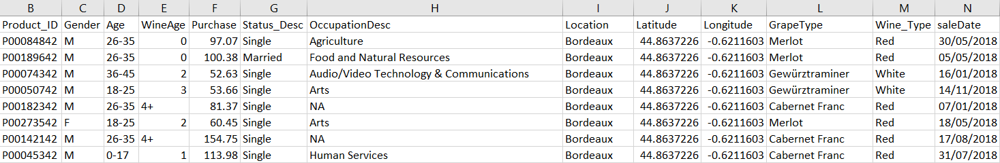 B C D E F G H I J K L M N
Product_ID Gender Age WineAge Purchase Status_Desc OccupationDesc Location Latitude Longitude GrapeType Wine_Type saleDate
P00084842 M 26-35 0 97.07 Single Agriculture Bordeaux 44.8637226 -0.6211603 Merlot Red 30/05/2018
P00189642 M 26-35 0 100.38 Married Food and Natural Resources Bordeaux 44.8637226 -0.6211603 Merlot Red 05/05/2018
P00074342 M 36-45 2 52.63 Single Audio/Video Technology & Communications Bordeaux 44.8637226 -0.6211603 Gewürztraminer White 16/01/2018
P00050742 M 18-25 3 53.66 Single Arts Bordeaux 44.8637226 -0.6211603 Gewürztraminer White 14/11/2018
P00182342 M 26-35 4+ 81.37 Single NA Bordeaux 44.8637226 -0.6211603 Cabernet Franc Red 07/01/2018
P00273542 F 18-25 2 60.45 Single Arts Bordeaux 44.8637226 -0.6211603 Merlot Red 18/05/2018
P00142142 M 26-35 4+ 154.75 Single NA Bordeaux 44.8637226 -0.6211603 Cabernet Franc Red 17/08/2018
P00045342 M 0-17 1 113.98 Single Human Services Bordeaux 44.8637226 -0.6211603 Cabernet Franc Red 31/07/2018